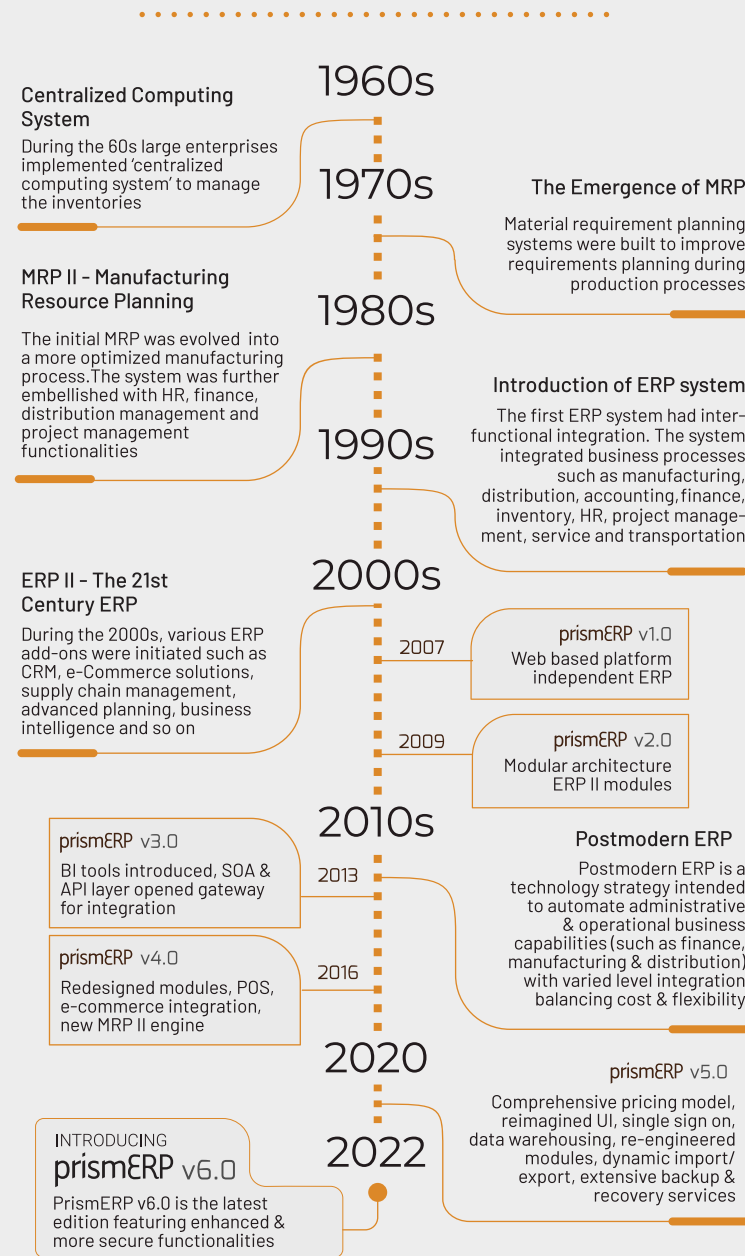 1960s
Centralized Computing
System
During the 60s large enterprises
implemented ‘centralized
computing system’ to manage
the inventories
1970s
The Emergence of MRP
Material requirement planning
systems were built to improve
requirements planning during
production processes
MRP II - Manufacturing
Resource Planning
The initial MRP was evolved into
a more optimized manufacturing
process.The system was further
embellished with HR, finance,
distribution management and
project management
functionalities
1980s
Introduction of ERP system
The first ERP system had inter-
functional integration. The system
integrated business processes
such as manufacturing,
distribution, accounting,finance,
inventory, HR, project manage-
ment, service and transportation
1990s
2000s
ERP II - The 21st
Century ERP
During the 2000s, various ERP
add-ons were initiated such as
CRM, e-Commerce solutions,
supply chain management,
advanced planning, business
intelligence and so on
2007
prismERP v1.0
Web based platform
independent ERP
2009
prismERP v2.0
Modular architecture
ERP II modules
2010s
prismERP v3.0
BI tools introduced, SOA &
API layer opened gateway
for integration
2013
Postmodern ERP
Postmodern ERP is a
technology strategy intended
to automate administrative
& operational business
capabilities (such as finance,
manufacturing & distribution)
with varied level integration
balancing cost & flexibility
prismERP v4.0
Redesigned modules, POS,
e-commerce integration,
new MRP II engine
2016
2020
prismERP v5.0
Comprehensive pricing model,
reimagined UI, single sign on,
data warehousing, re-engineered
modules, dynamic import/
export, extensive backup &
recovery services
2022
INTRODUCING
prismERP v6.0
PrismERP v6.0 is the latest
edition featuring enhanced &
more secure functionalities